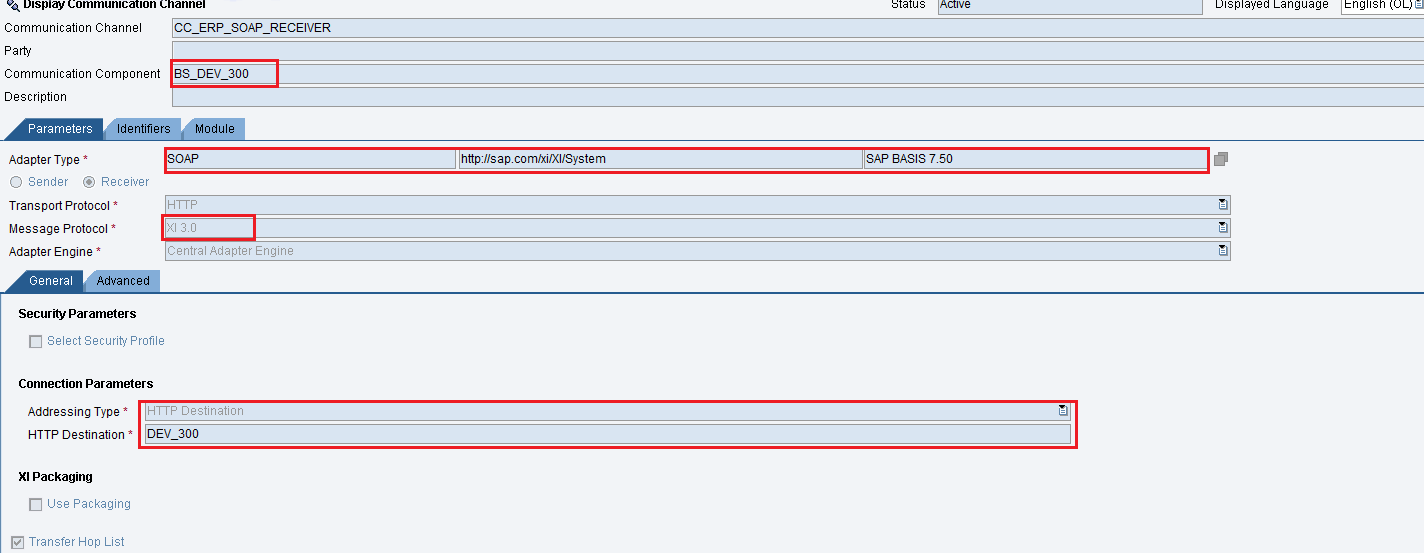 Display Communication Channel Status Active Displayed Language English (OL)
Communication Channel CC_ERP_SOAP_RECEIVER
Party
Communication Component BS_DEV_300
Description
Parameters Identifiers Module
Adapter Type * SOAP http://sap.com/xi/XI/System SAP BASIS 7.50
Sender Receiver
Transport Protocol * HTTP
Message Protocol * XI 3.0
Adapter Engine * Central Adapter Engine
General Advanced
Security Parameters
Select Security Profile
Connection Parameters
Addressing Type * HTTP Destination
HTTP Destination * DEV_300
XI Packaging
Use Packaging
Transfer Hop List